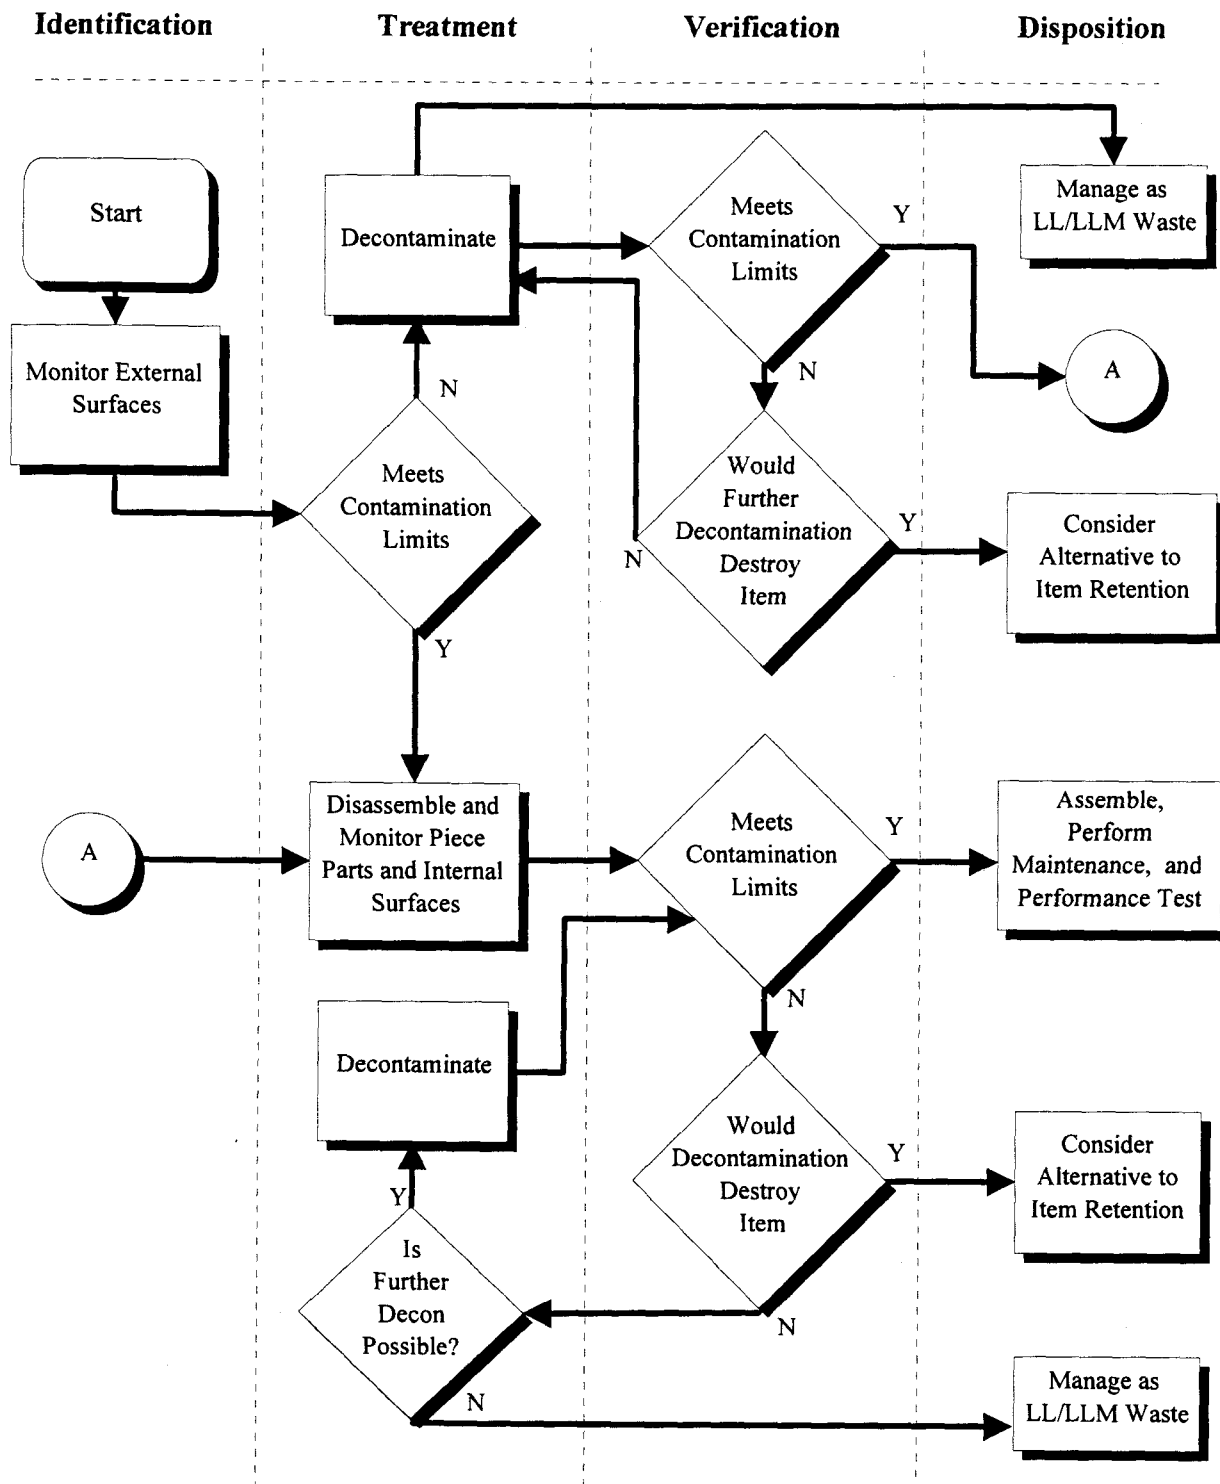 Identification
Treatment
Verification
Disposition
Start
Decontaminate
Meets
Contamination
Limits
Y
N
Manage as
LL/LLM Waste
Monitor External
Surfaces
A
N
Meets
Contamination
Limits
Y
Would
Further
Decontamination
Destroy
Item
N
Y
Consider
Alternative to
Item Retention
A
Disassemble and
Monitor Piece
Parts and Internal
Surfaces
Meets
Contamination
Limits
Y
N
Assemble,
Perform
Maintenance, and
Performance Test
Decontaminate
Y
Would
Decontamination
Destroy
Item
Y
N
Consider
Alternative to
Item Retention
Is
Further
Decon
Possible?
N
Manage as
LL/LLM Waste